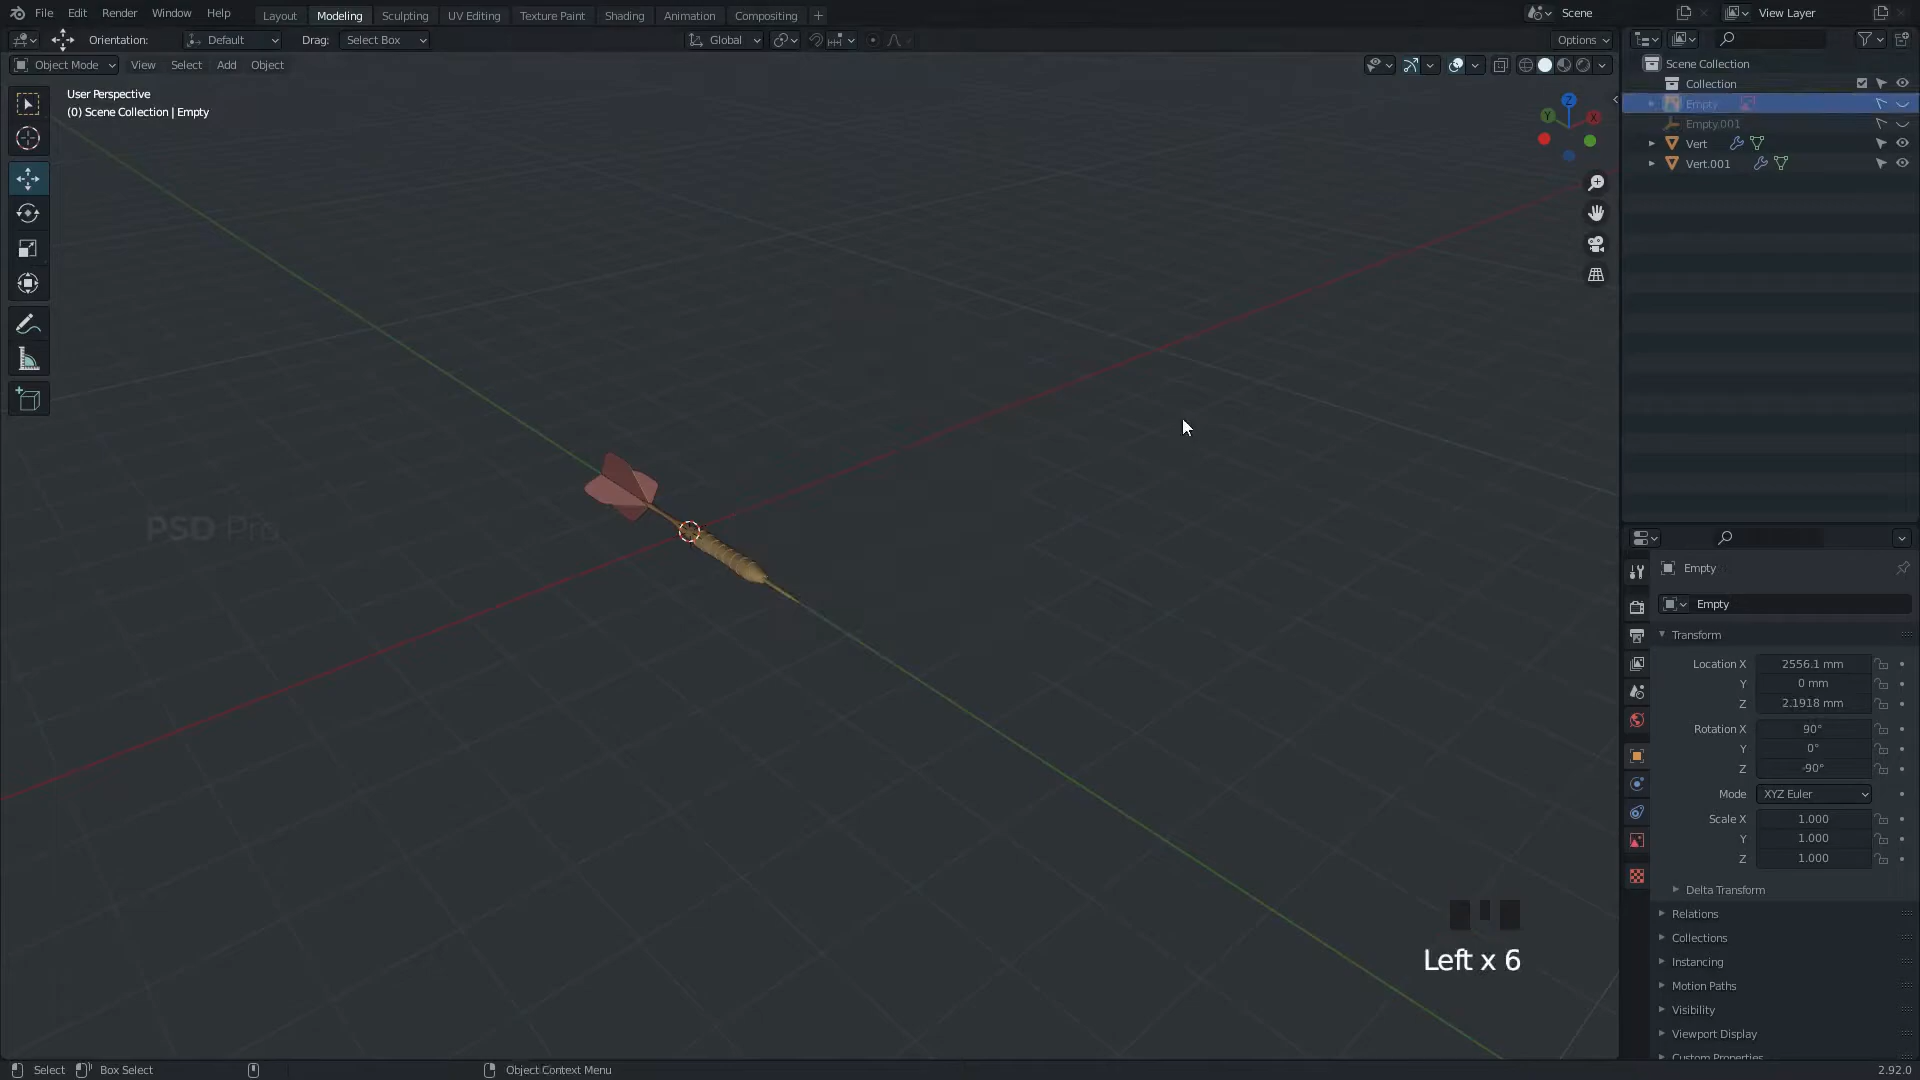 File Edit Render Window Help
Layout Modeling Sculpting UV Editing Texture Paint Shading Animation Compositing
Scene
View Layer
Orientation: Default Drag: Select Box
Global
Options
Object Mode View Select Add Object
User Perspective
(0) Scene Collection | Empty
Z
Y
X
Scene Collection
Collection
Empty
Empty.001
Vert
Vert.001
PSD Pro
Empty
Empty
Transform
Location X 2556.1 mm
Y 0 mm
Z 2.1918 mm
Rotation X 90°
Y 0°
Z -90°
Mode XYZ Euler
Scale X 1.000
Y 1.000
Z 1.000
Delta Transform
Relations
Collections
Instancing
Motion Paths
Visibility
Viewport Display
Custom Properties
Left x 6
Select Box Select Object Context Menu
2.92.0